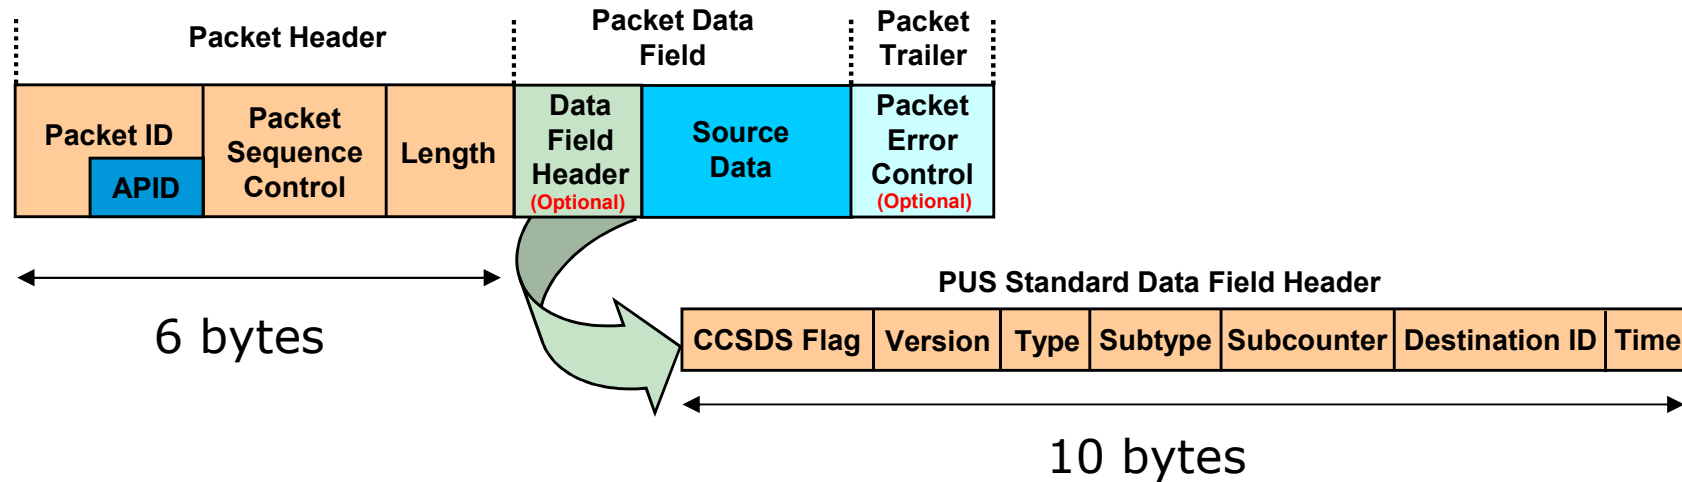 Packet Header
Packet Data
Field
Packet
Trailer
Packet ID
APID
Packet
Sequence
Control
Length
Data
Field
Header
(Optional)
Source
Data
Packet
Error
Control
(Optional)
6 bytes
PUS Standard Data Field Header
CCSDS Flag
Version
Type
Subtype
Subcounter
Destination ID
Time
10 bytes